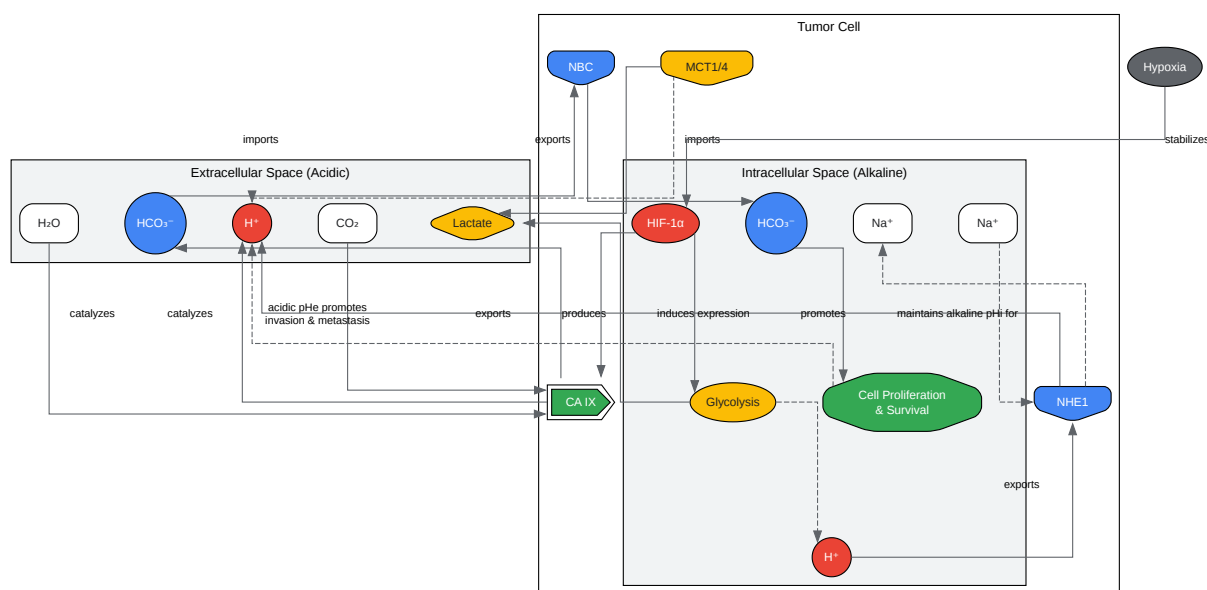 Tumor Cell
NBC
MCT1/4
Hypoxia
imports
exports
imports
stabilizes
Extracellular Space (Acidic)
Intracellular Space (Alkaline)
H₂O
HCO₃⁻
H⁺
CO₂
Lactate
HIF-1α
HCO₃⁻
Na⁺
Na⁺
catalyzes
catalyzes
acidic pHe promotes
invasion & metastasis
exports
produces
induces expression
promotes
maintains alkaline pHi for
CA IX
Glycolysis
Cell Proliferation
& Survival
NHE1
exports
H⁺